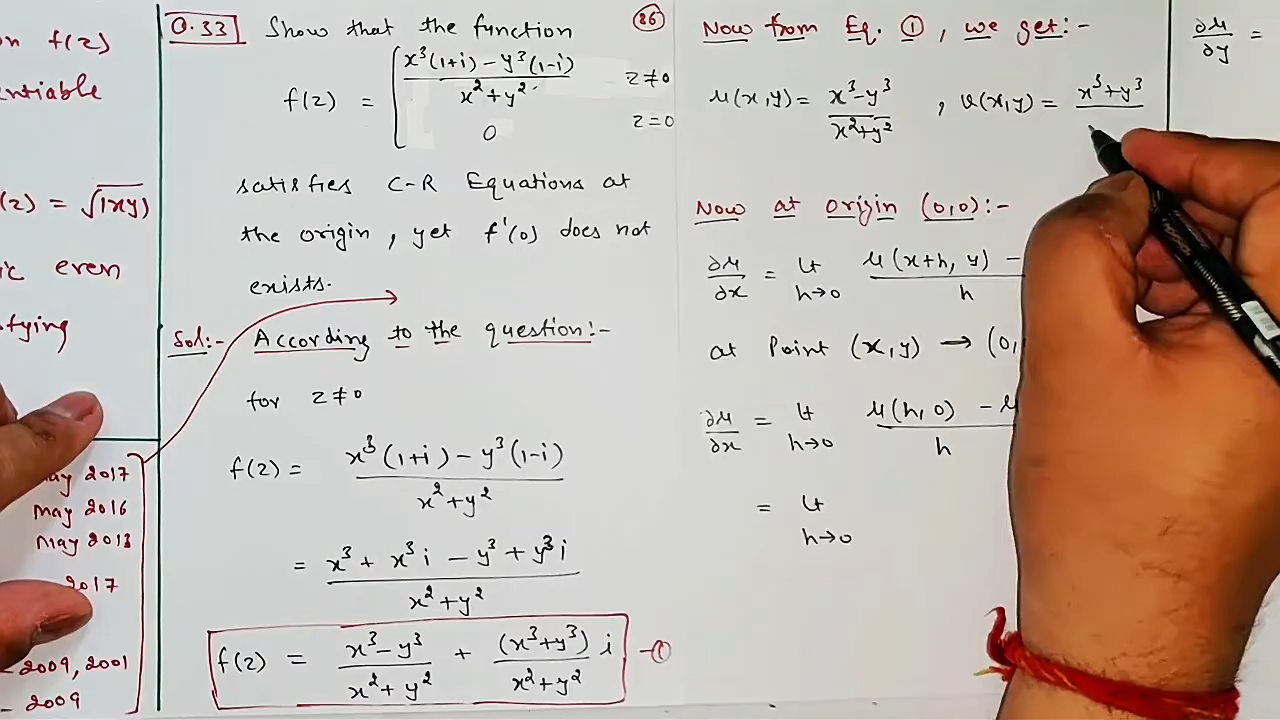 f(z)
= √|xy|
even
May 2017
May 2016
May 2013
2017
2009, 2001
- 2009
Q.33 Show that the function
f(z) = { x³(1+i) - y³(1-i) / x²+y² z≠0
0 z=0
satisfies C-R Equations at
the origin, yet f'(0) does not
exists.
Sol:- According to the question:-
for z≠0
f(z) = x³(1+i) - y³(1-i) / x²+y²
= x³ + x³i - y³ + y³i / x²+y²
f(z) = x³-y³ / x²+y² + (x³+y³) / x²+y² i -①
86
Now from Eq. ①, we get:-
u(x,y) = x³-y³ / x²+y² , v(x,y) = x³+y³
Now at origin (0,0):-
∂u/∂x = Lt h→0 u(x+h, y) - / h
at Point (x,y) → (0,
∂u/∂x = Lt h→0 u(h,0) - u / h
= Lt h→0
∂u/∂y =